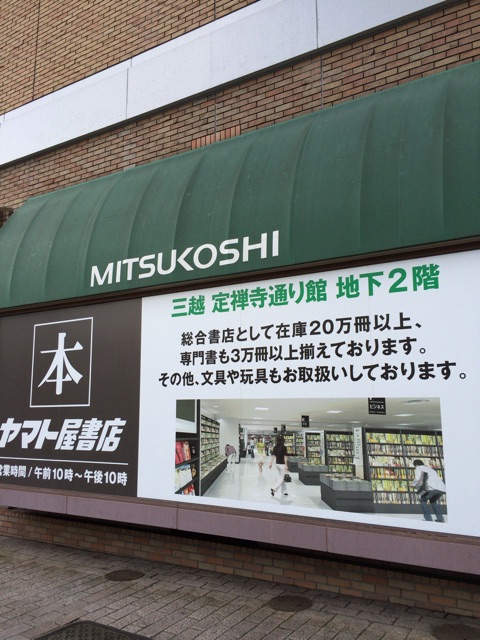 MITSUKOSHI
三越 定禅寺通り館 地下2階
総合書店として在庫20万冊以上、
専門書も3万冊以上揃えております。
その他、文具や玩具もお取扱いしております。
本
ヤマト屋書店
営業時間/午前10時～午後10時
ビジネス